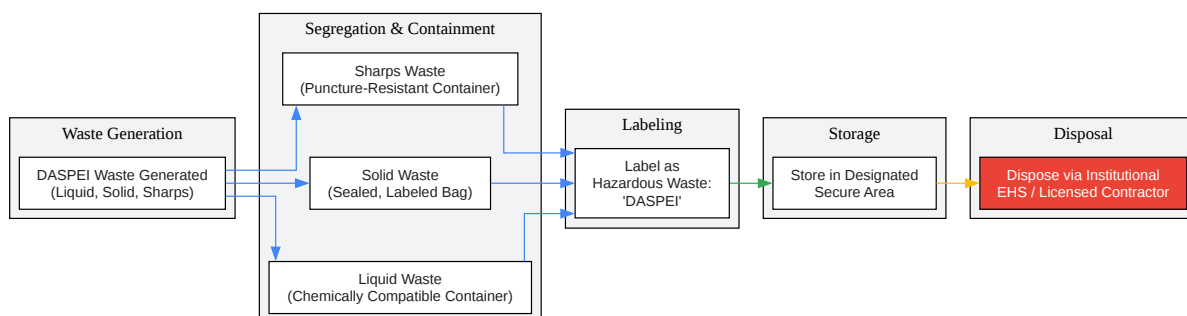 Segregation & Containment
Sharps Waste
(Puncture-Resistant Container)
Waste Generation
DASPEI Waste Generated
(Liquid, Solid, Sharps)
Solid Waste
(Sealed, Labeled Bag)
Liquid Waste
(Chemically Compatible Container)
Labeling
Label as
Hazardous Waste:
'DASPEI'
Storage
Store in Designated
Secure Area
Disposal
Dispose via Institutional
EHS / Licensed Contractor